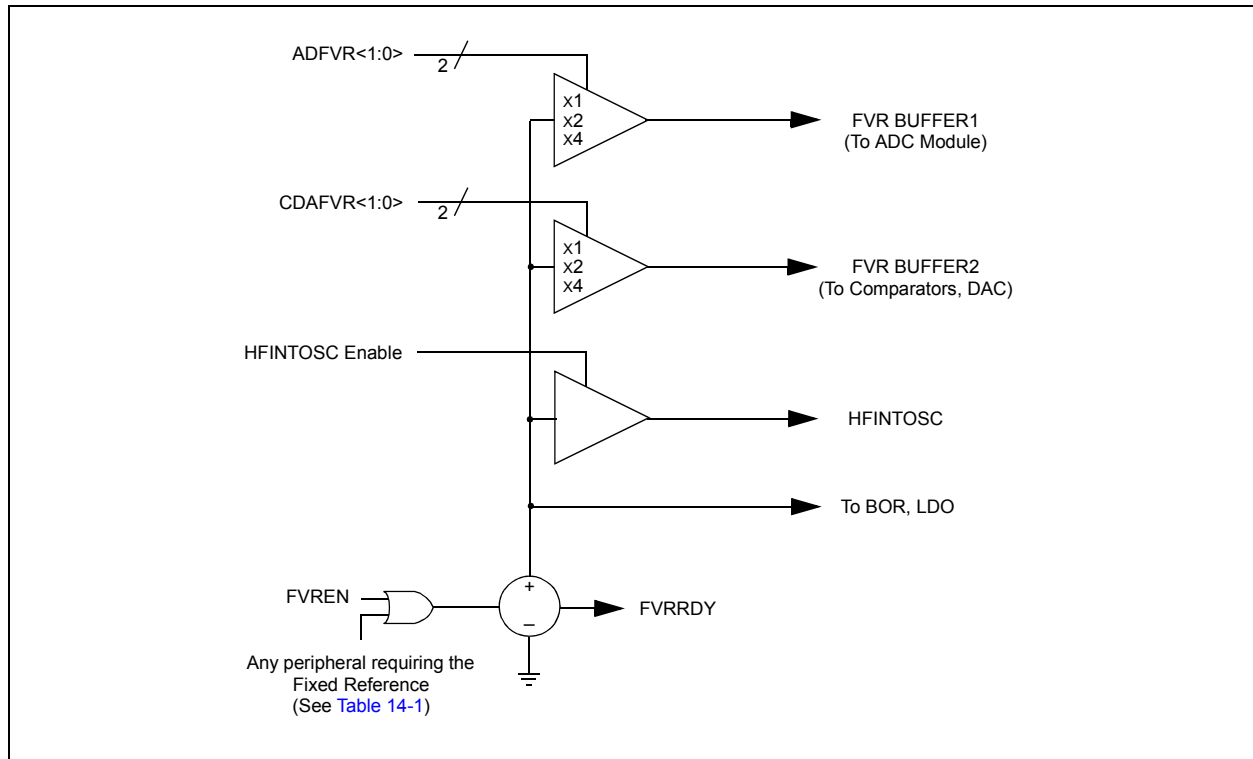 ADFVR<1:0>
2
x1
x2
x4
FVR BUFFER1
(To ADC Module)
CDAFVR<1:0>
2
x1
x2
x4
FVR BUFFER2
(To Comparators, DAC)
HFINTOSC Enable
HFINTOSC
To BOR, LDO
FVREN
+
_
FVRRDY
Any peripheral requiring the
Fixed Reference
(See Table 14-1)